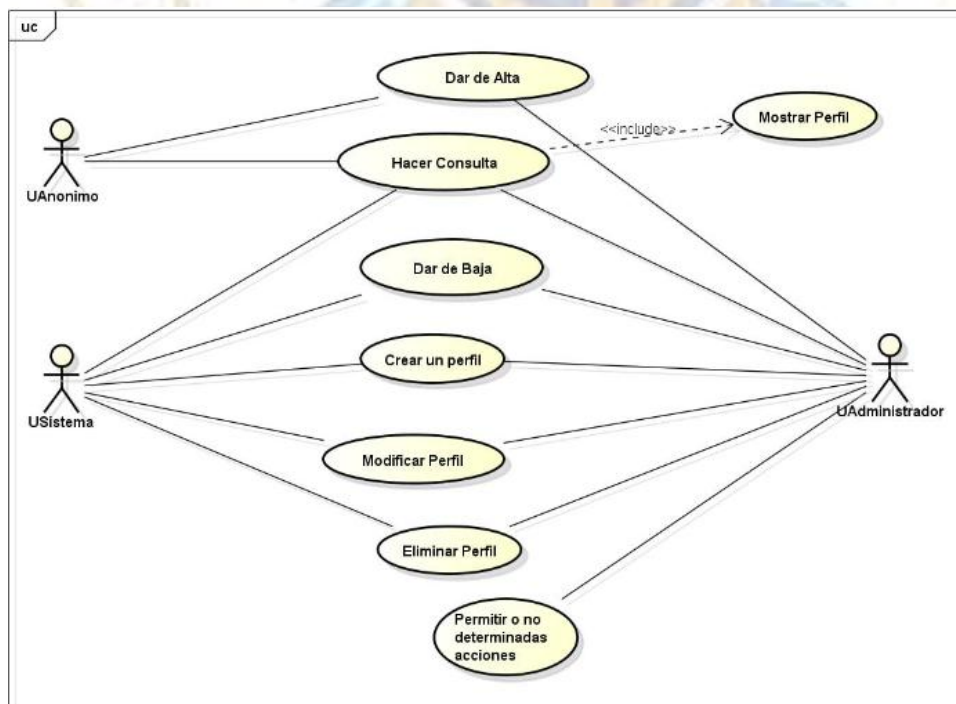 uc
Dar de Alta
Mostrar Perfil
<<include>>
Hacer Consulta
UAnonimo
Dar de Baja
Crear un perfil
USistema
UAdministrador
Modificar Perfil
Eliminar Perfil
Permitir o no
determinadas
acciones